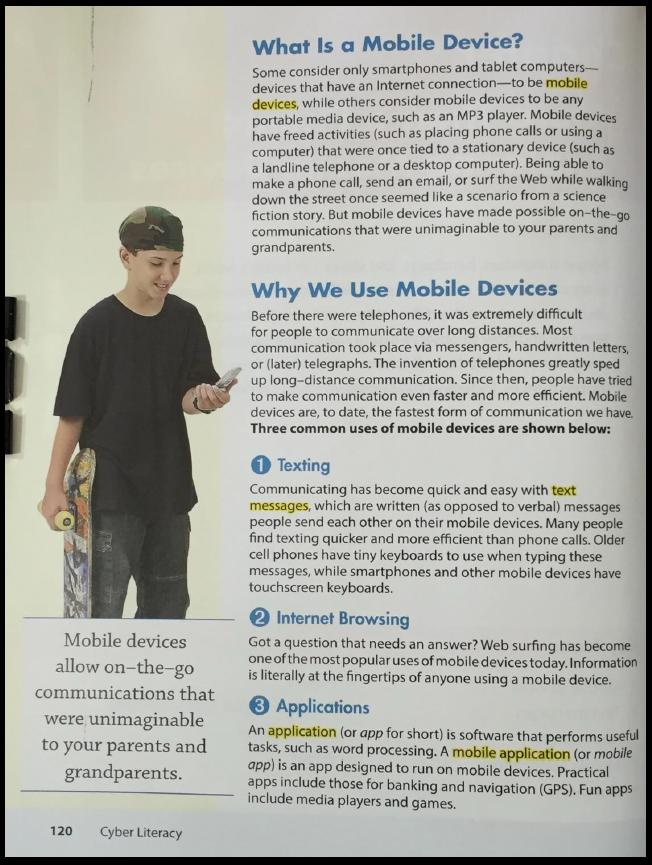 What Is a Mobile Device?
Some consider only smartphones and tablet computers—
devices that have an Internet connection—to be mobile
devices, while others consider mobile devices to be any
portable media device, such as an MP3 player. Mobile devices
have freed activities (such as placing phone calls or using a
computer) that were once tied to a stationary device (such as
a landline telephone or a desktop computer). Being able to
make a phone call, send an email, or surf the Web while walking
down the street once seemed like a scenario from a science
fiction story. But mobile devices have made possible on-the-go
communications that were unimaginable to your parents and
grandparents.
Why We Use Mobile Devices
Before there were telephones, it was extremely difficult
for people to communicate over long distances. Most
communication took place via messengers, handwritten letters,
or (later) telegraphs. The invention of telephones greatly sped
up long-distance communication. Since then, people have tried
to make communication even faster and more efficient. Mobile
devices are, to date, the fastest form of communication we have.
Three common uses of mobile devices are shown below:
1 Texting
Communicating has become quick and easy with text
messages, which are written (as opposed to verbal) messages
people send each other on their mobile devices. Many people
find texting quicker and more efficient than phone calls. Older
cell phones have tiny keyboards to use when typing these
messages, while smartphones and other mobile devices have
touchscreen keyboards.
2 Internet Browsing
Got a question that needs an answer? Web surfing has become
one of the most popular uses of mobile devices today. Information
is literally at the fingertips of anyone using a mobile device.
3 Applications
An application (or app for short) is software that performs useful
tasks, such as word processing. A mobile application (or mobile
app) is an app designed to run on mobile devices. Practical
apps include those for banking and navigation (GPS). Fun apps
include media players and games.
Mobile devices
allow on-the-go
communications that
were unimaginable
to your parents and
grandparents.
120 Cyber Literacy